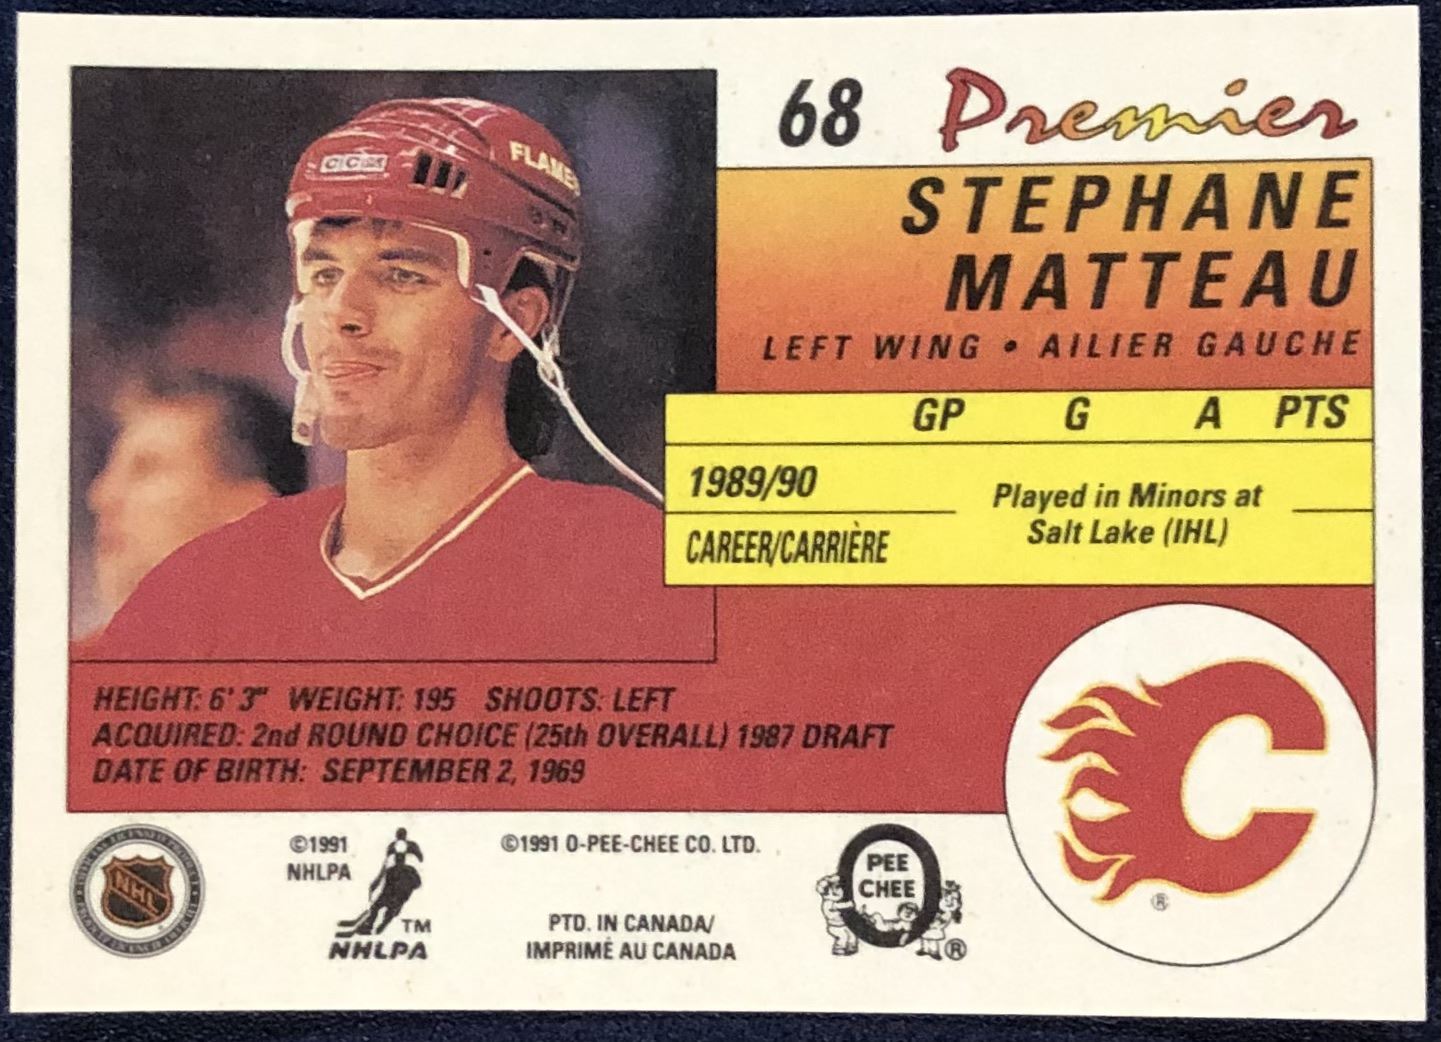 68 Premier
STEPHANE
MATTEAU
LEFT WING • AILIER GAUCHE
CCM
FLAMES
GP G A PTS
1989/90
Played in Minors at
Salt Lake (IHL)
CAREER/CARRIÈRE
HEIGHT: 6' 3" WEIGHT: 195 SHOOTS: LEFT
ACQUIRED: 2nd ROUND CHOICE (25th OVERALL) 1987 DRAFT
DATE OF BIRTH: SEPTEMBER 2, 1969
NHL
©1991
NHLPA
TM
NHLPA
©1991 O-PEE-CHEE CO. LTD.
PTD. IN CANADA/
IMPRIMÉ AU CANADA
O
PEE
CHEE
®
C
®